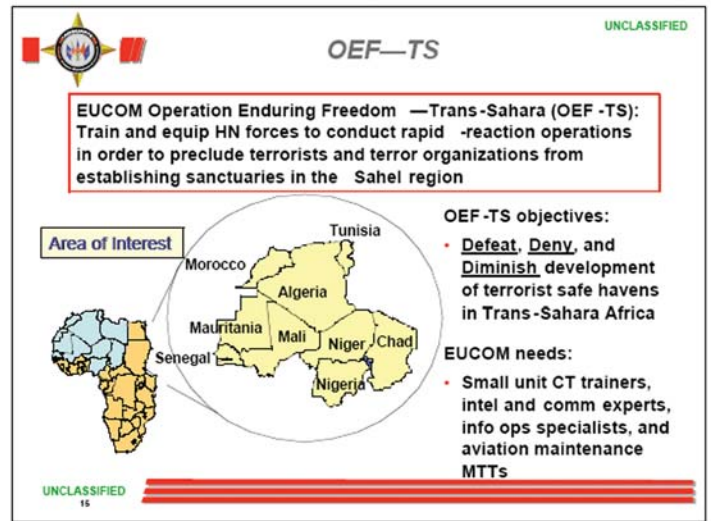 UNCLASSIFIED
OEF—TS
EUCOM Operation Enduring Freedom —Trans-Sahara (OEF -TS):
Train and equip HN forces to conduct rapid -reaction operations
in order to preclude terrorists and terror organizations from
establishing sanctuaries in the Sahel region
Area of Interest
Tunisia
Morocco
Algeria
Mauritania
Mali
Niger
Chad
Senegal
Nigeria
OEF-TS objectives:
• Defeat, Deny, and
Diminish development
of terrorist safe havens
in Trans-Sahara Africa
EUCOM needs:
• Small unit CT trainers,
intel and comm experts,
info ops specialists, and
aviation maintenance
MTTs
UNCLASSIFIED